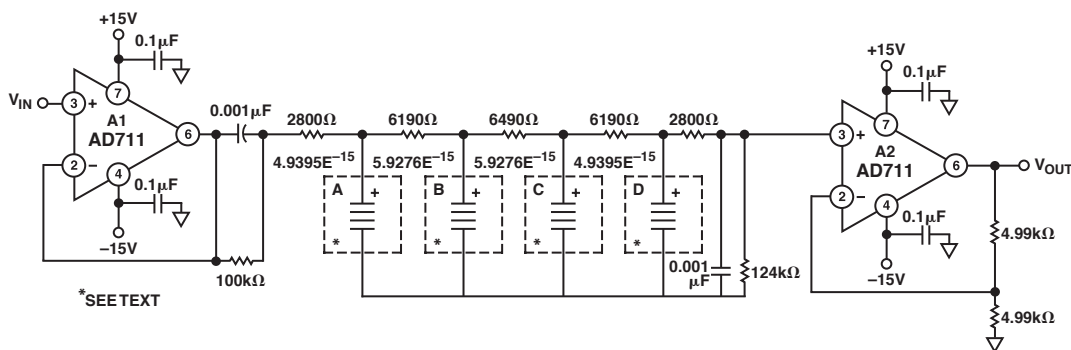 +15V
0.1μF
VIN
3
+
7
A1
AD711
6
2
−
4
0.1μF
−15V
100kΩ
*SEE TEXT
0.001μF
2800Ω
6190Ω
6490Ω
6190Ω
2800Ω
4.9395E−15
5.9276E−15
5.9276E−15
4.9395E−15
A
+
*
B
+
*
C
+
*
D
+
*
0.001
μF
124kΩ
+15V
0.1μF
3
+
7
A2
AD711
6
VOUT
2
−
4
0.1μF
−15V
4.99kΩ
4.99kΩ